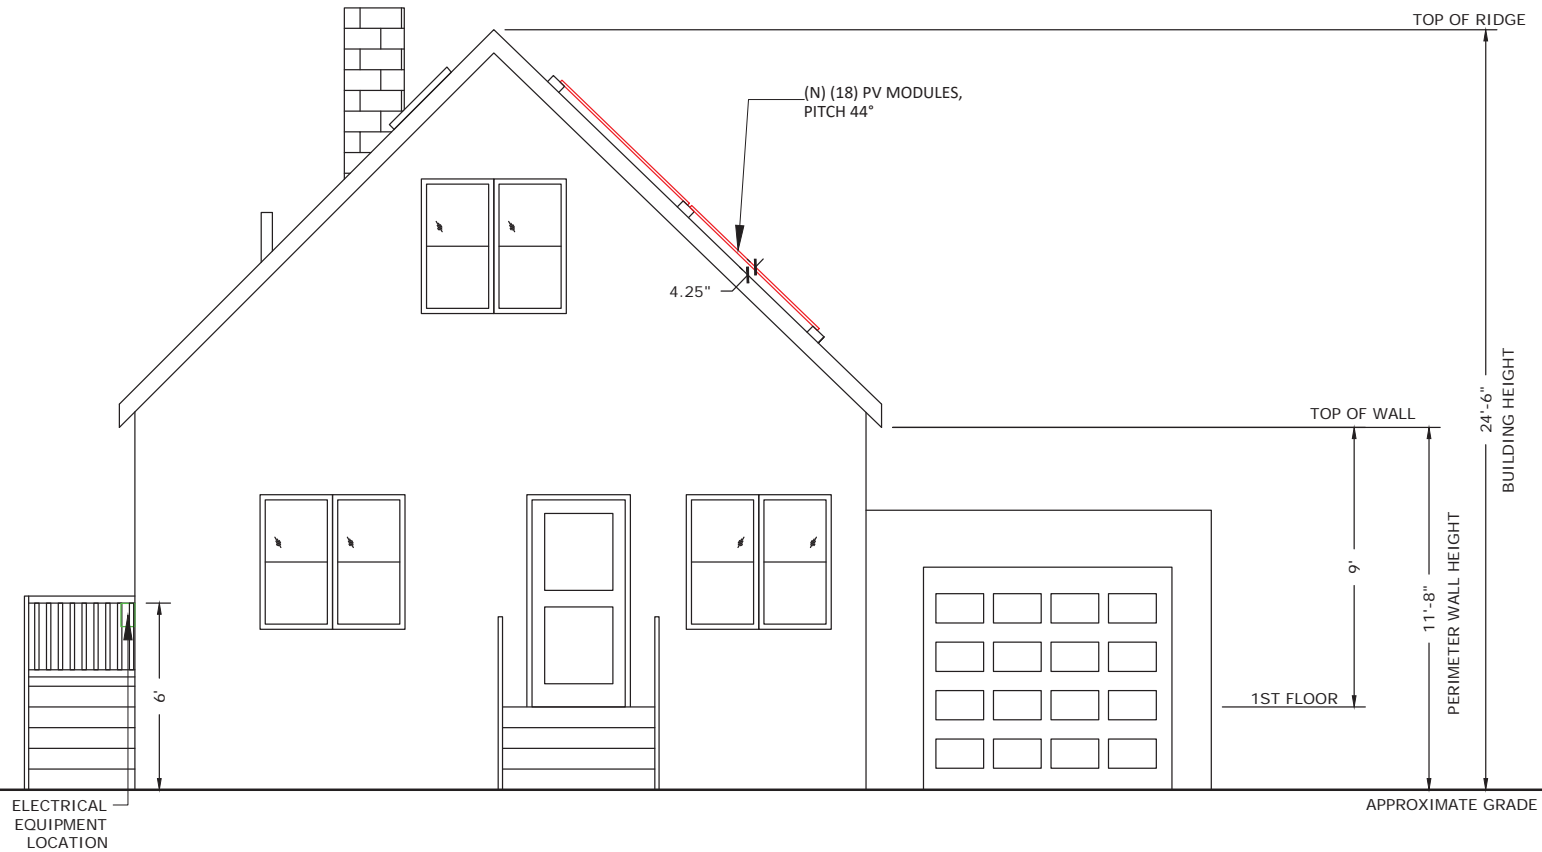 TOP OF RIDGE
(N) (18) PV MODULES,
PITCH 44°
4.25"
TOP OF WALL
24'-6"
BUILDING HEIGHT
9'
11'-8"
PERIMETER WALL HEIGHT
6'
1ST FLOOR
ELECTRICAL
EQUIPMENT
LOCATION
APPROXIMATE GRADE